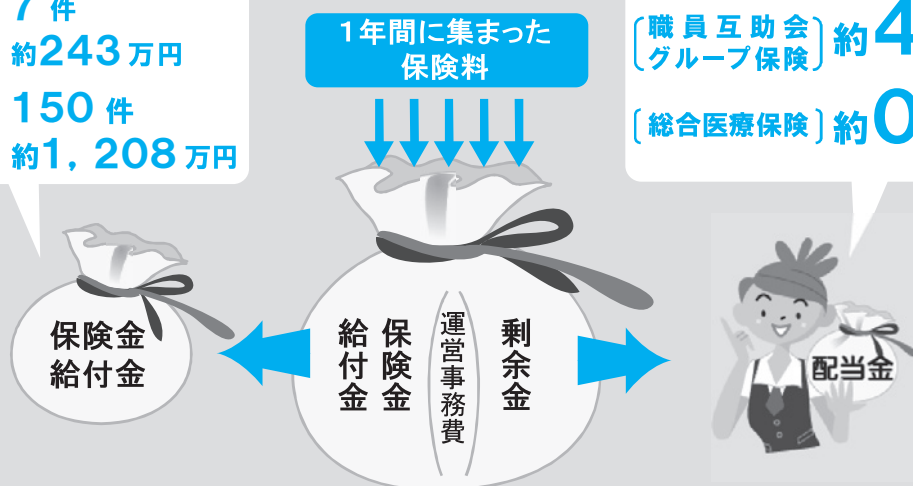 7 件
約243 万円
150 件
約1, 208 万円
1年間に集まった
保険料
職員互助会
グループ保険
約4
〔総合医療保険〕約0
保険金
給付金
保険金
給付金
運営事務費
剰余金
配当金